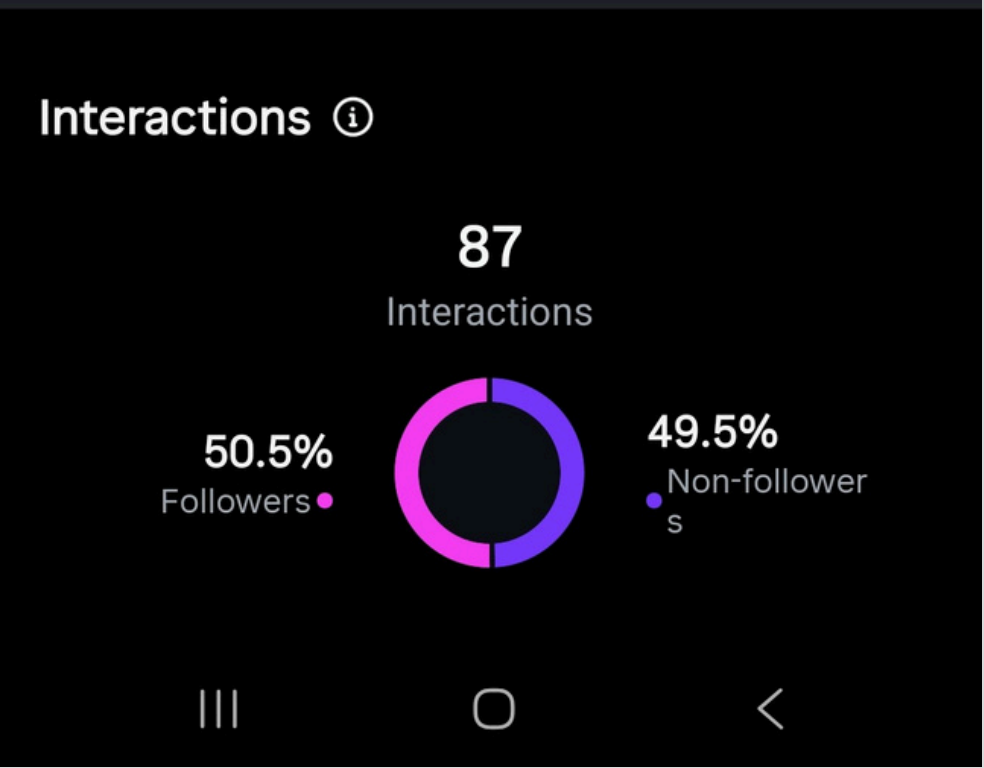 Interactions
87
Interactions
50.5%
Followers
49.5%
Non-follower
s